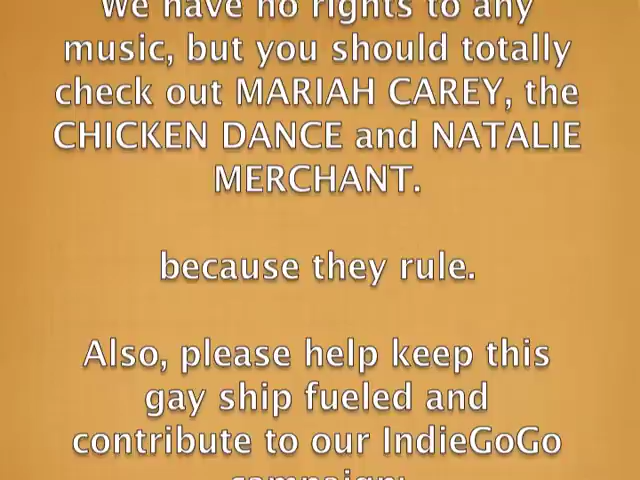 We have no rights to any
music, but you should totally
check out MARIAH CAREY, the
CHICKEN DANCE and NATALIE
MERCHANT.
because they rule.
Also, please help keep this
gay ship fueled and
contribute to our IndieGoGo
campaign: